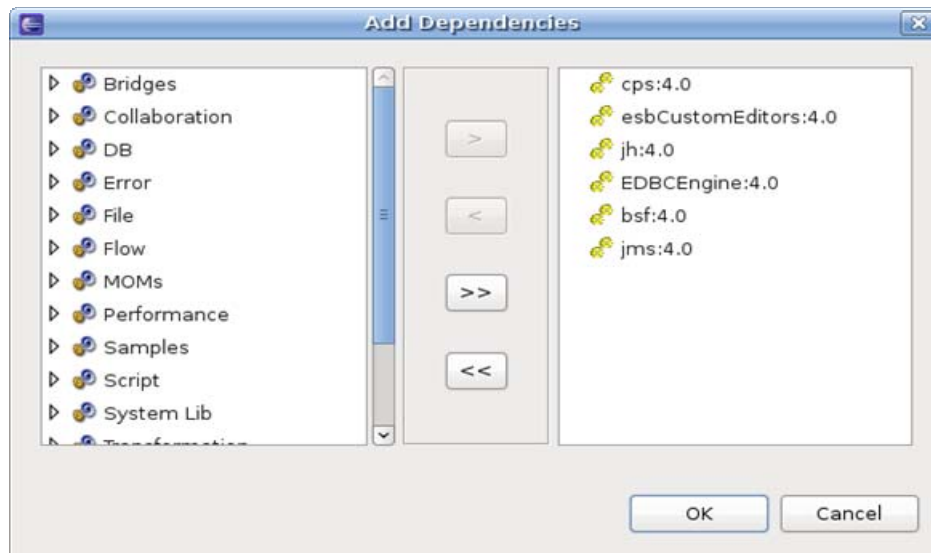 Add Dependencies
Bridges
Collaboration
DB
Error
File
Flow
MOMs
Performance
Samples
Script
System Lib
Transformation
>
<
>>
<<
cps:4.0
esbCustomEditors:4.0
jh:4.0
EDBCEngine:4.0
bsf:4.0
jms:4.0
OK
Cancel